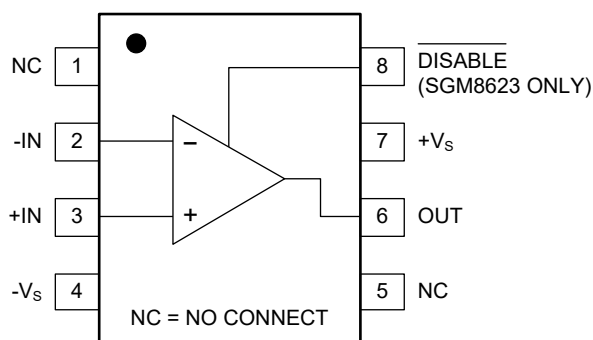 NC 1
-IN 2
+IN 3
-VS 4
8 DISABLE
(SGM8623 ONLY)
7 +VS
6 OUT
5 NC
−
+
NC = NO CONNECT